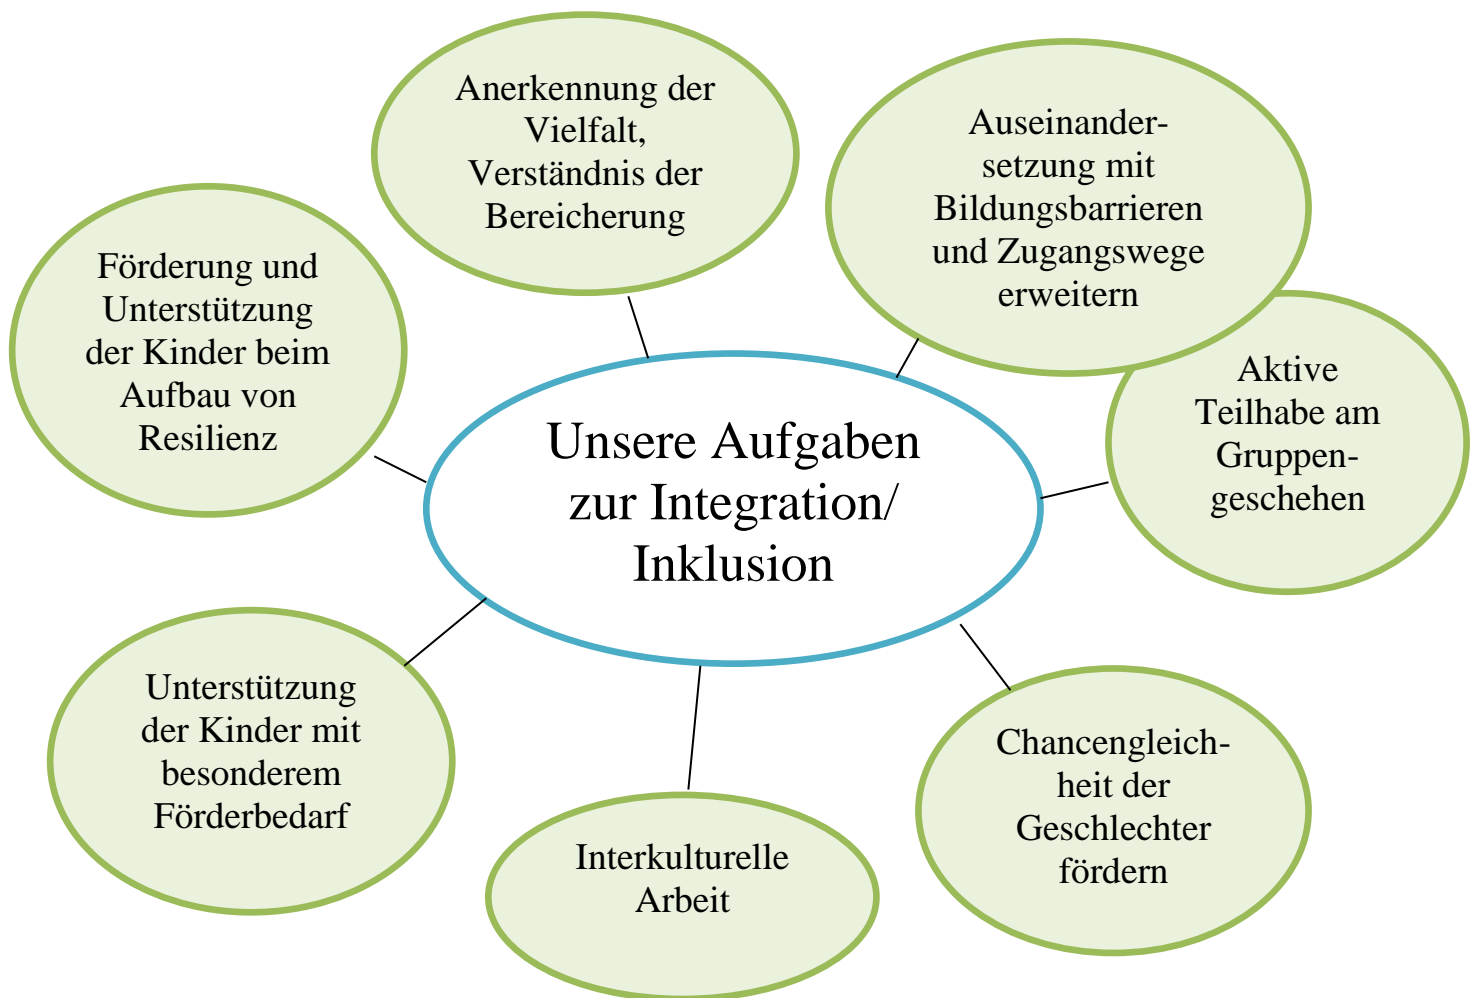 Anerkennung der
Vielfalt,
Verständnis der
Bereicherung
Auseinander-
setzung mit
Bildungsbarrieren
und Zugangswege
erweitern
Förderung und
Unterstützung
der Kinder beim
Aufbau von
Resilienz
Aktive
Teilhabe am
Gruppen-
geschehen
Unsere Aufgaben
zur Integration/
Inklusion
Unterstützung
der Kinder mit
besonderem
Förderbedarf
Interkulturelle
Arbeit
Chancengleich-
heit der
Geschlechter
fördern